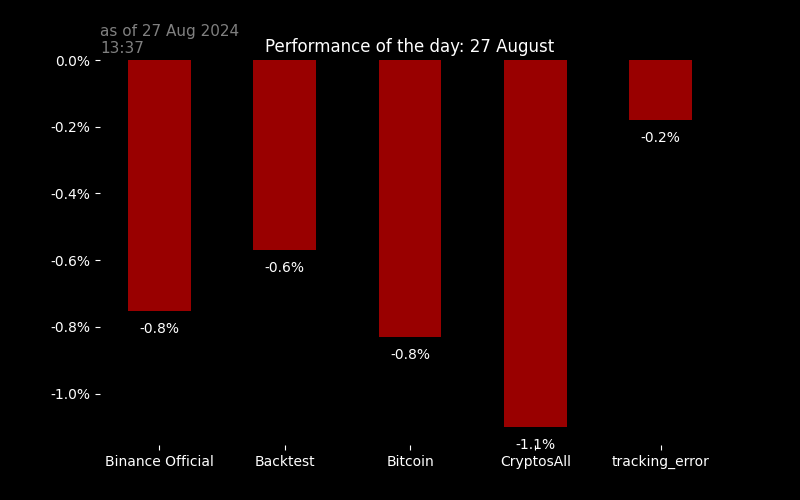 as of 27 Aug 2024
13:37
Performance of the day: 27 August
0.0%
-0.2%
-0.4%
-0.6%
-0.8%
-1.0%
-0.8%
-0.6%
-0.8%
-1.1%
-0.2%
Binance Official
Backtest
Bitcoin
CryptosAll
tracking_error